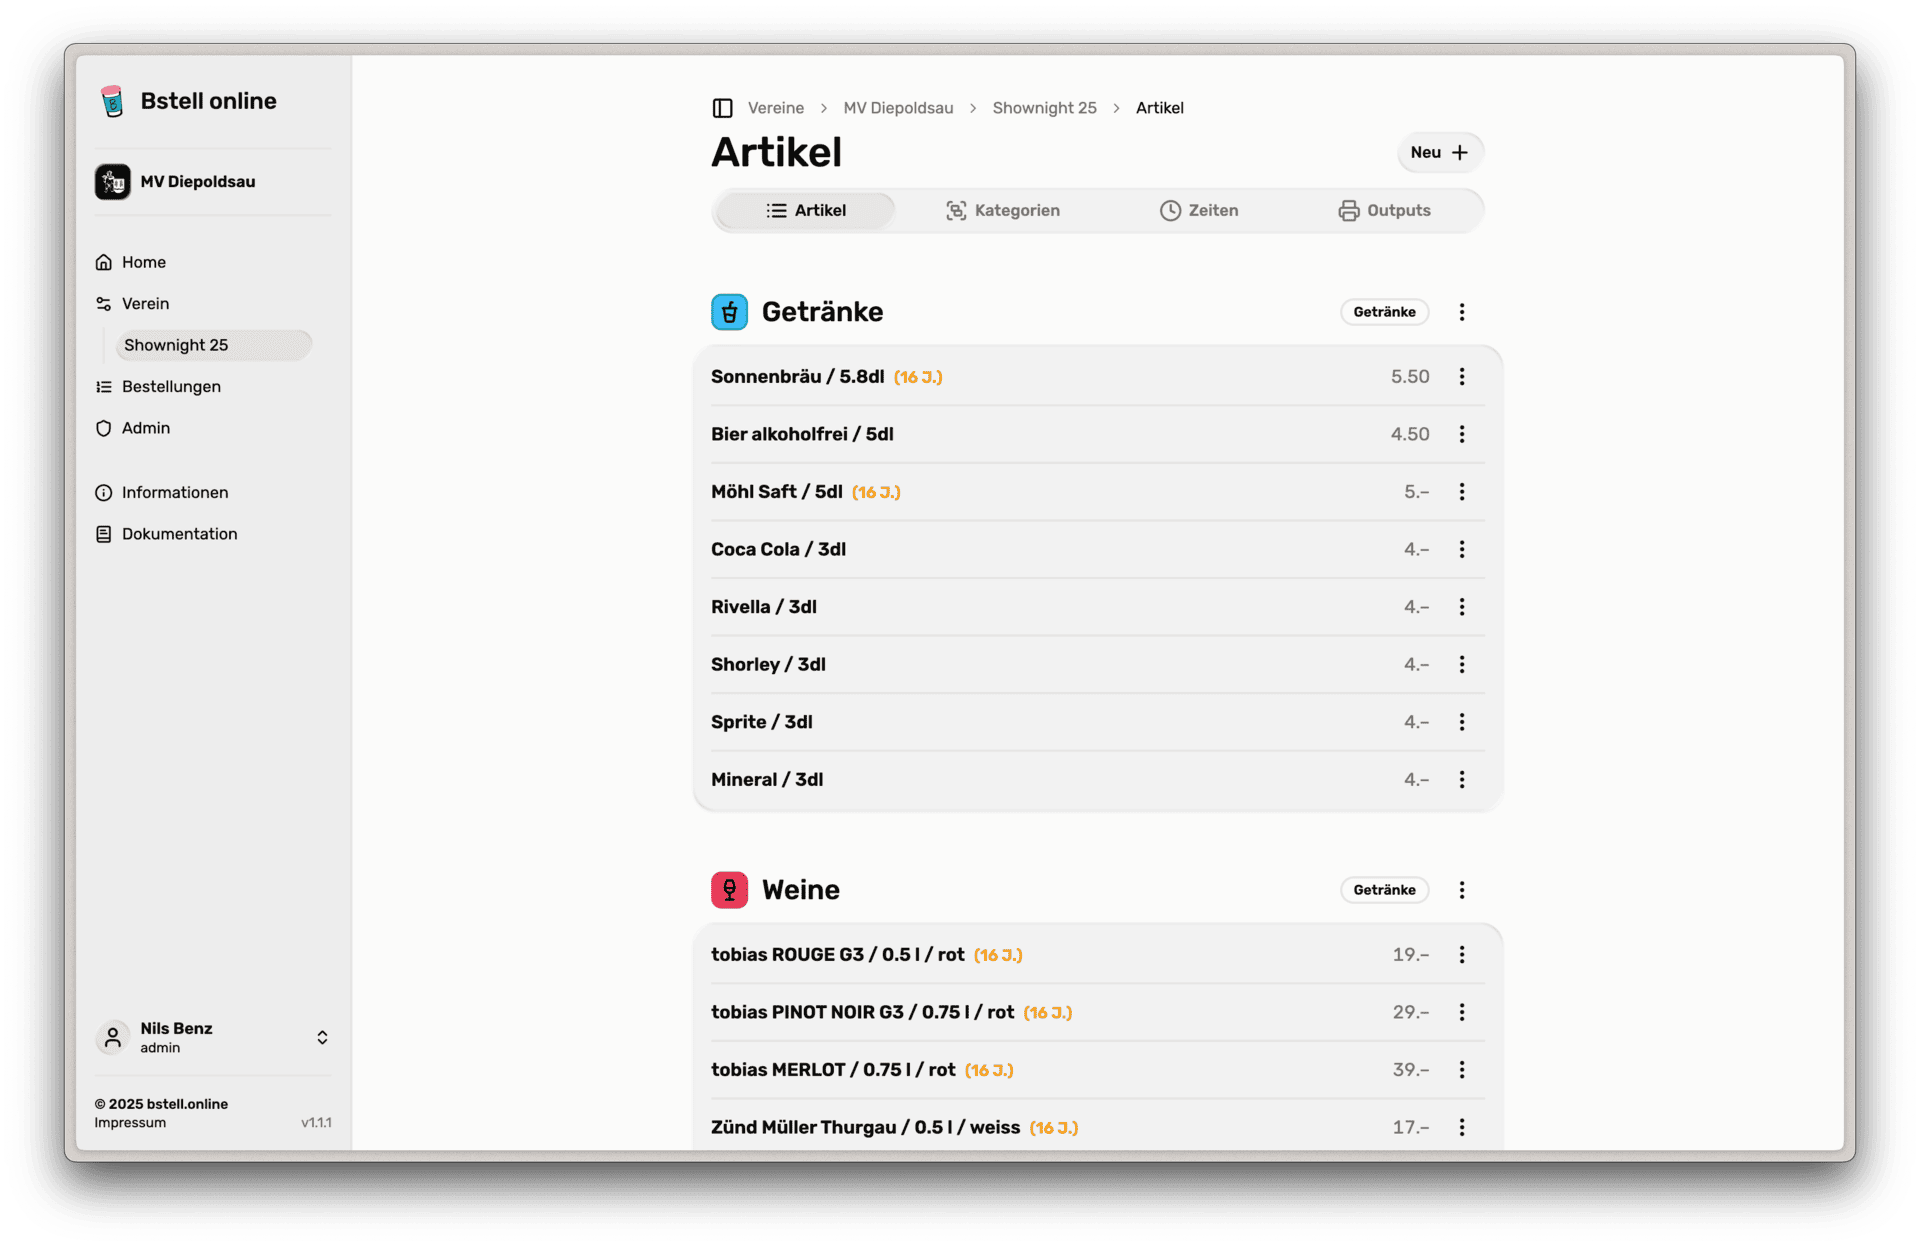 Bstell online
MV Diepoldsau
Home
Verein
Shownight 25
Bestellungen
Admin
Informationen
Dokumentation
Nils Benz
admin
© 2025 bstell.online
Impressum v1.1.1
Vereine > MV Diepoldsau > Shownight 25 > Artikel
Artikel
Neu +
Artikel Kategorien Zeiten Outputs
Getränke Getränke
Sonnenbräu / 5.8dl (16 J.) 5.50
Bier alkoholfrei / 5dl 4.50
Möhl Saft / 5dl (16 J.) 5.–
Coca Cola / 3dl 4.–
Rivella / 3dl 4.–
Shorley / 3dl 4.–
Sprite / 3dl 4.–
Mineral / 3dl 4.–
Weine Getränke
tobias ROUGE G3 / 0.5 l / rot (16 J.) 19.–
tobias PINOT NOIR G3 / 0.75 l / rot (16 J.) 29.–
tobias MERLOT / 0.75 l / rot (16 J.) 39.–
Zünd Müller Thurgau / 0.5 l / weiss (16 J.) 17.–